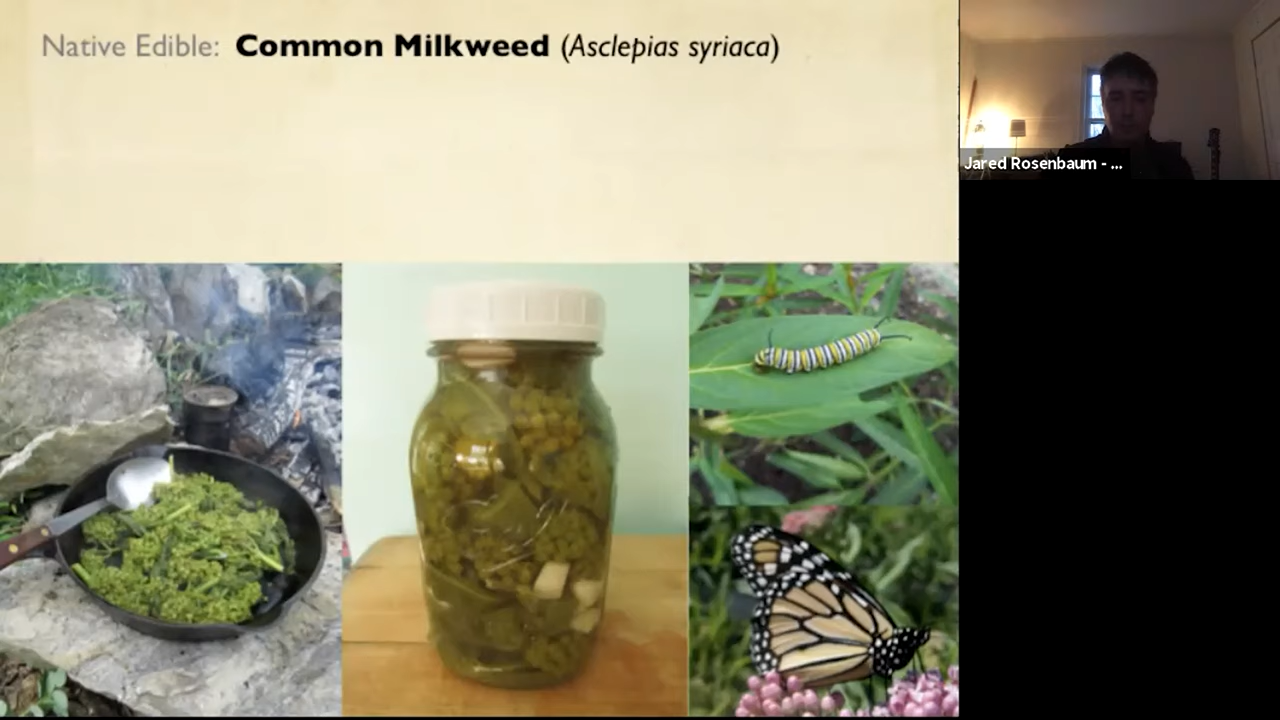 Native Edible: Common Milkweed (Asclepias syriaca)
Jared Rosenbaum - ...